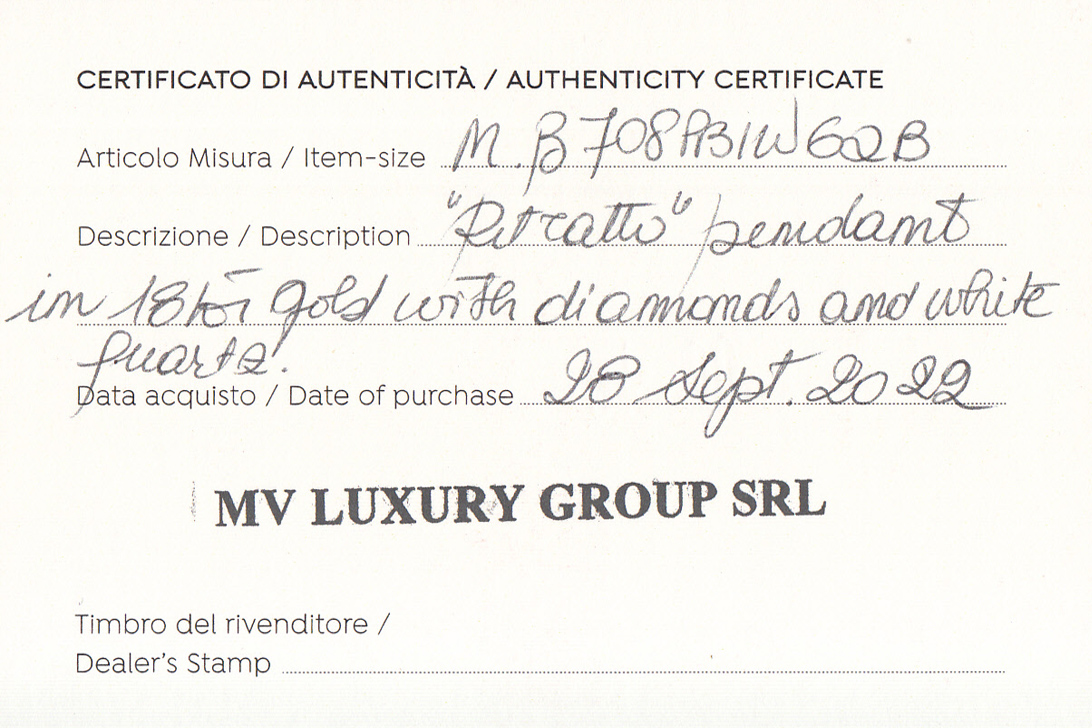 CERTIFICATO DI AUTENTICITÀ / AUTHENTICITY CERTIFICATE
Articolo Misura / Item-size M.B708PB1W6QB
Descrizione / Description "Ritratto" pendant
in 18kt gold with diamonds and white
quartz.
Data acquisto / Date of purchase 28 Sept. 2022
MV LUXURY GROUP SRL
Timbro del rivenditore /
Dealer's Stamp